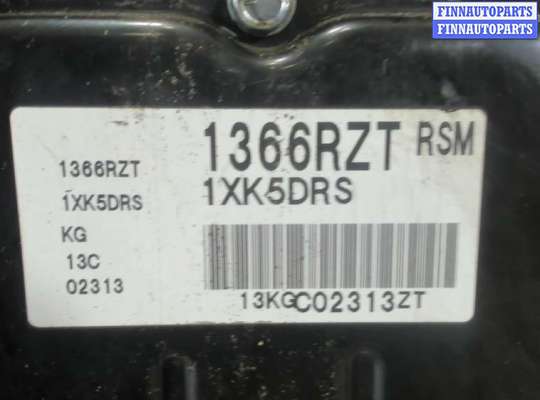 FINNAUTOPARTS
FINNAUTOPARTS
1366RZT RSM
1XK5DRS
1366RZT
1XK5DRS
KG
13C
02313
13KGC02313ZT